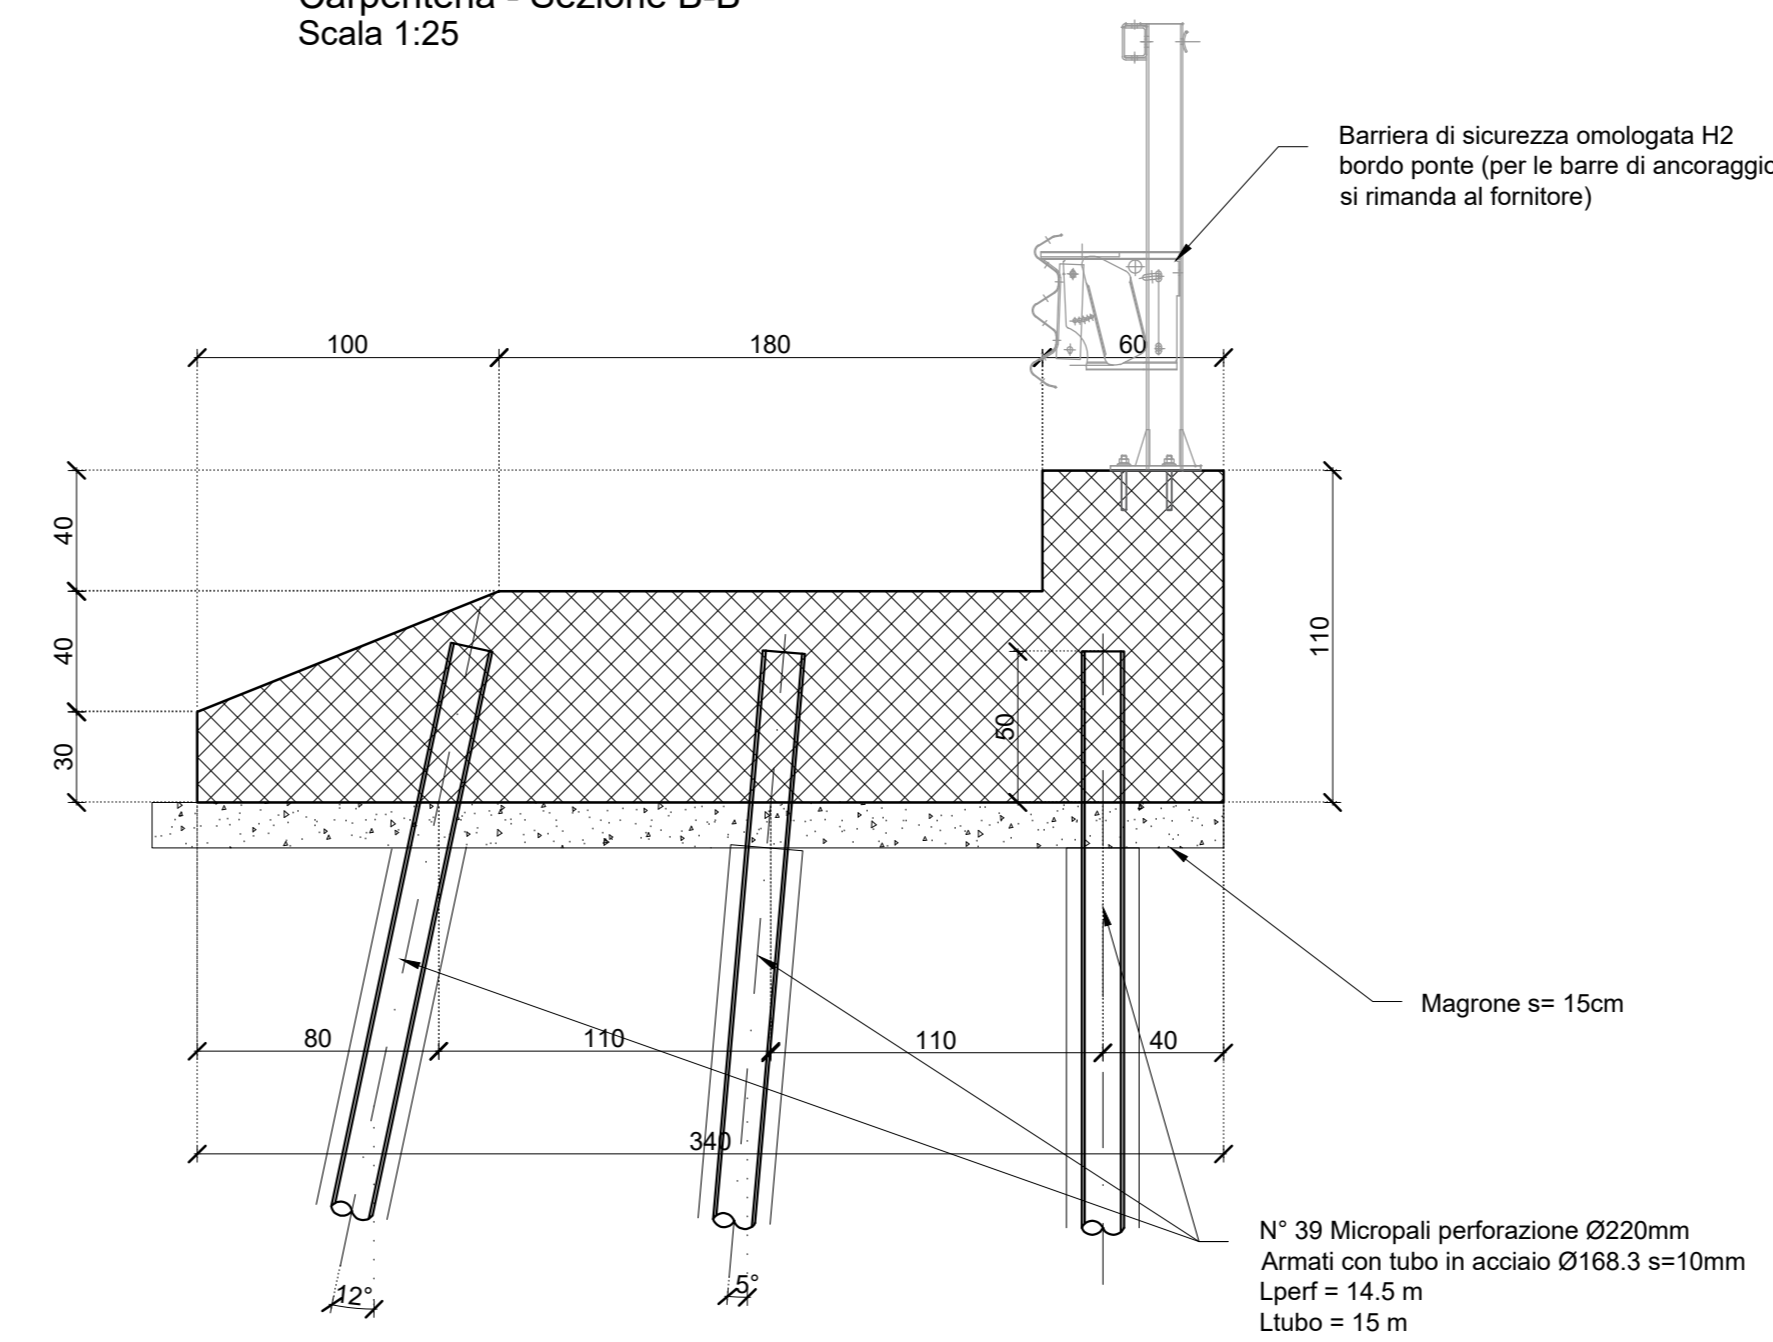 Carpenteria - Sezione B-B
Scala 1:25
Barriera di sicurezza omologata H2
bordo ponte (per le barre di ancoraggio
si rimanda al fornitore)
100
180
60
40
40
30
110
50
Magrone s= 15cm
80
110
110
40
340
N° 39 Micropali perforazione Ø220mm
Armati con tubo in acciaio Ø168.3 s=10mm
Lperf = 14.5 m
Ltubo = 15 m
12°
5°